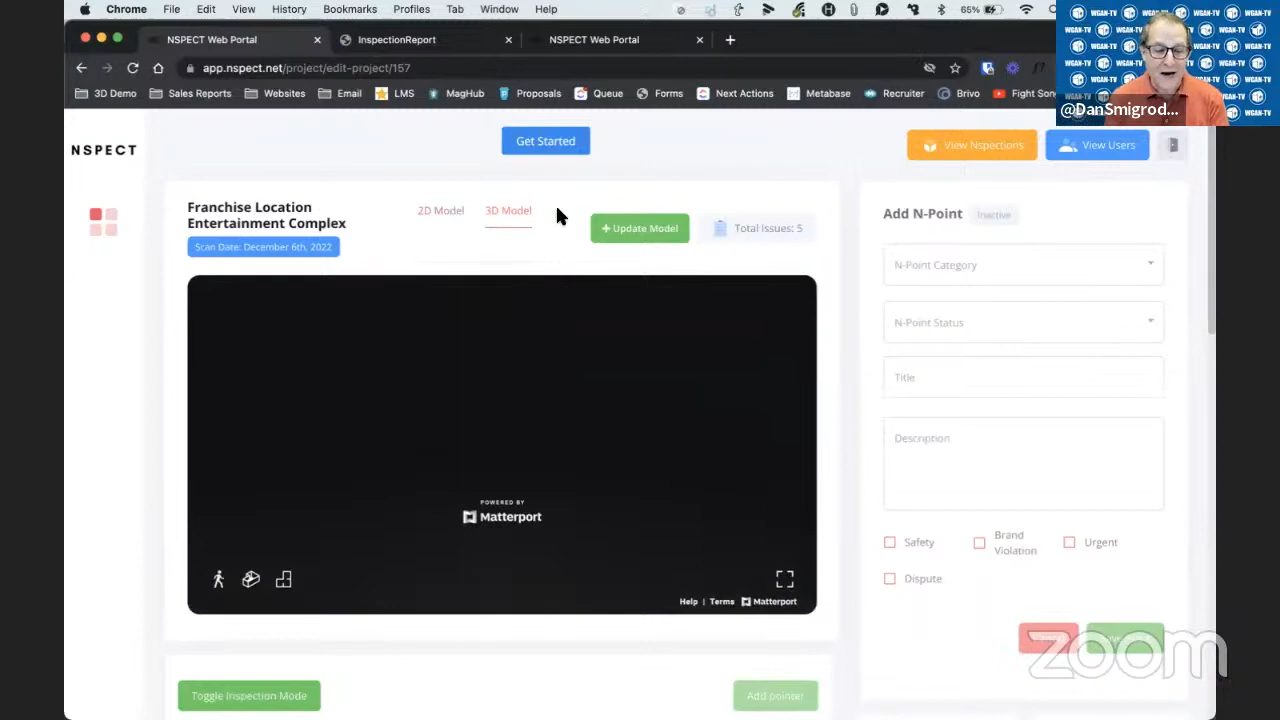 Chrome File Edit View History Bookmarks Profiles Tab Window Help 65%
NSPECT Web Portal InspectionReport NSPECT Web Portal
app.nspect.net/project/edit-project/157
3D Demo Sales Reports Websites Email LMS MagHub Proposals Queue Forms Next Actions Metabase Recruiter Brivo Fight Song
WGAN-TV
@DanSmigrod...
NSPECT
Get Started
View Nspections
View Users
Franchise Location
Entertainment Complex
Scan Date: December 6th, 2022
2D Model
3D Model
+ Update Model
Total Issues: 5
POWERED BY
Matterport
Help | Terms Matterport
Toggle Inspection Mode
Add pointer
Add N-Point Inactive
N-Point Category
N-Point Status
Title
Description
Safety
Brand
Violation
Urgent
Dispute
zoom